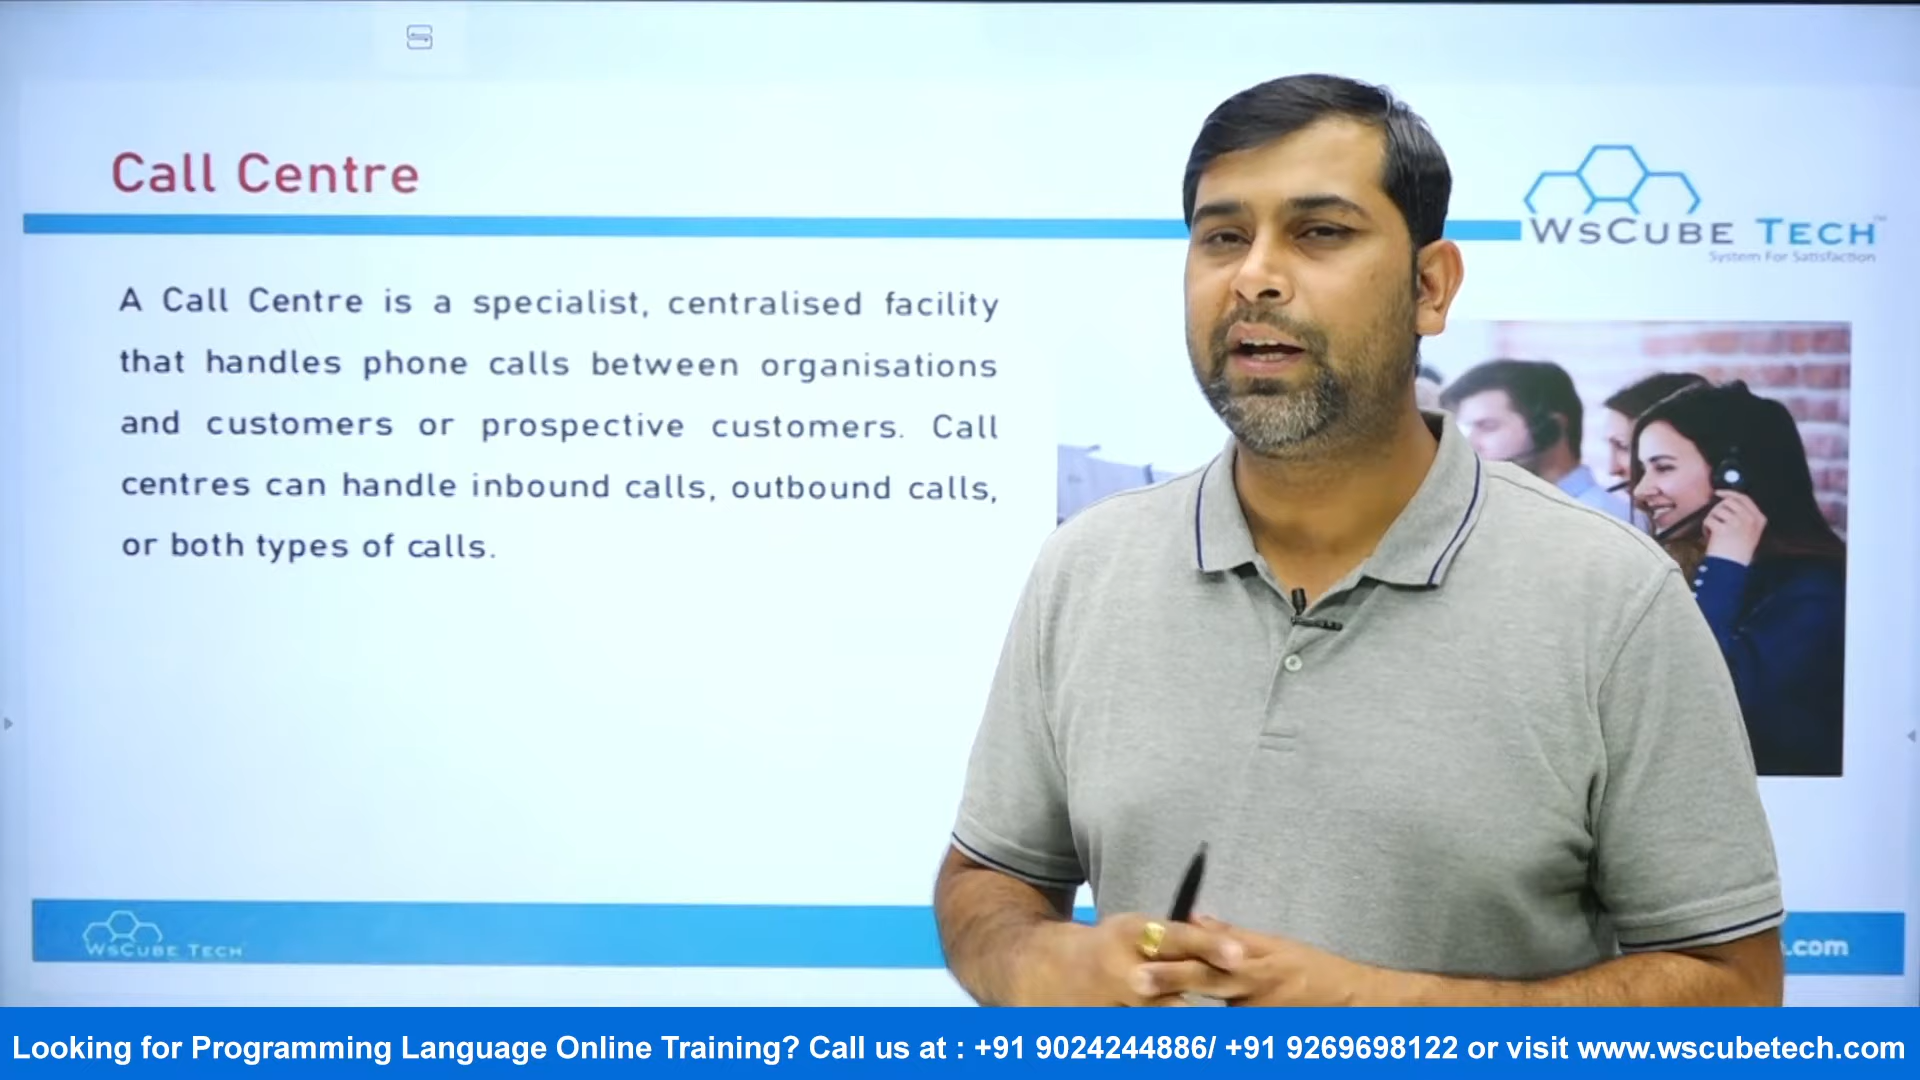 Call Centre
WSCUBE TECH
System For Satisfaction
A Call Centre is a specialist, centralised facility
that handles phone calls between organisations
and customers or prospective customers. Call
centres can handle inbound calls, outbound calls,
or both types of calls.
WSCUBE TECH
.com
Looking for Programming Language Online Training? Call us at : +91 9024244886/ +91 9269698122 or visit www.wscubetech.com